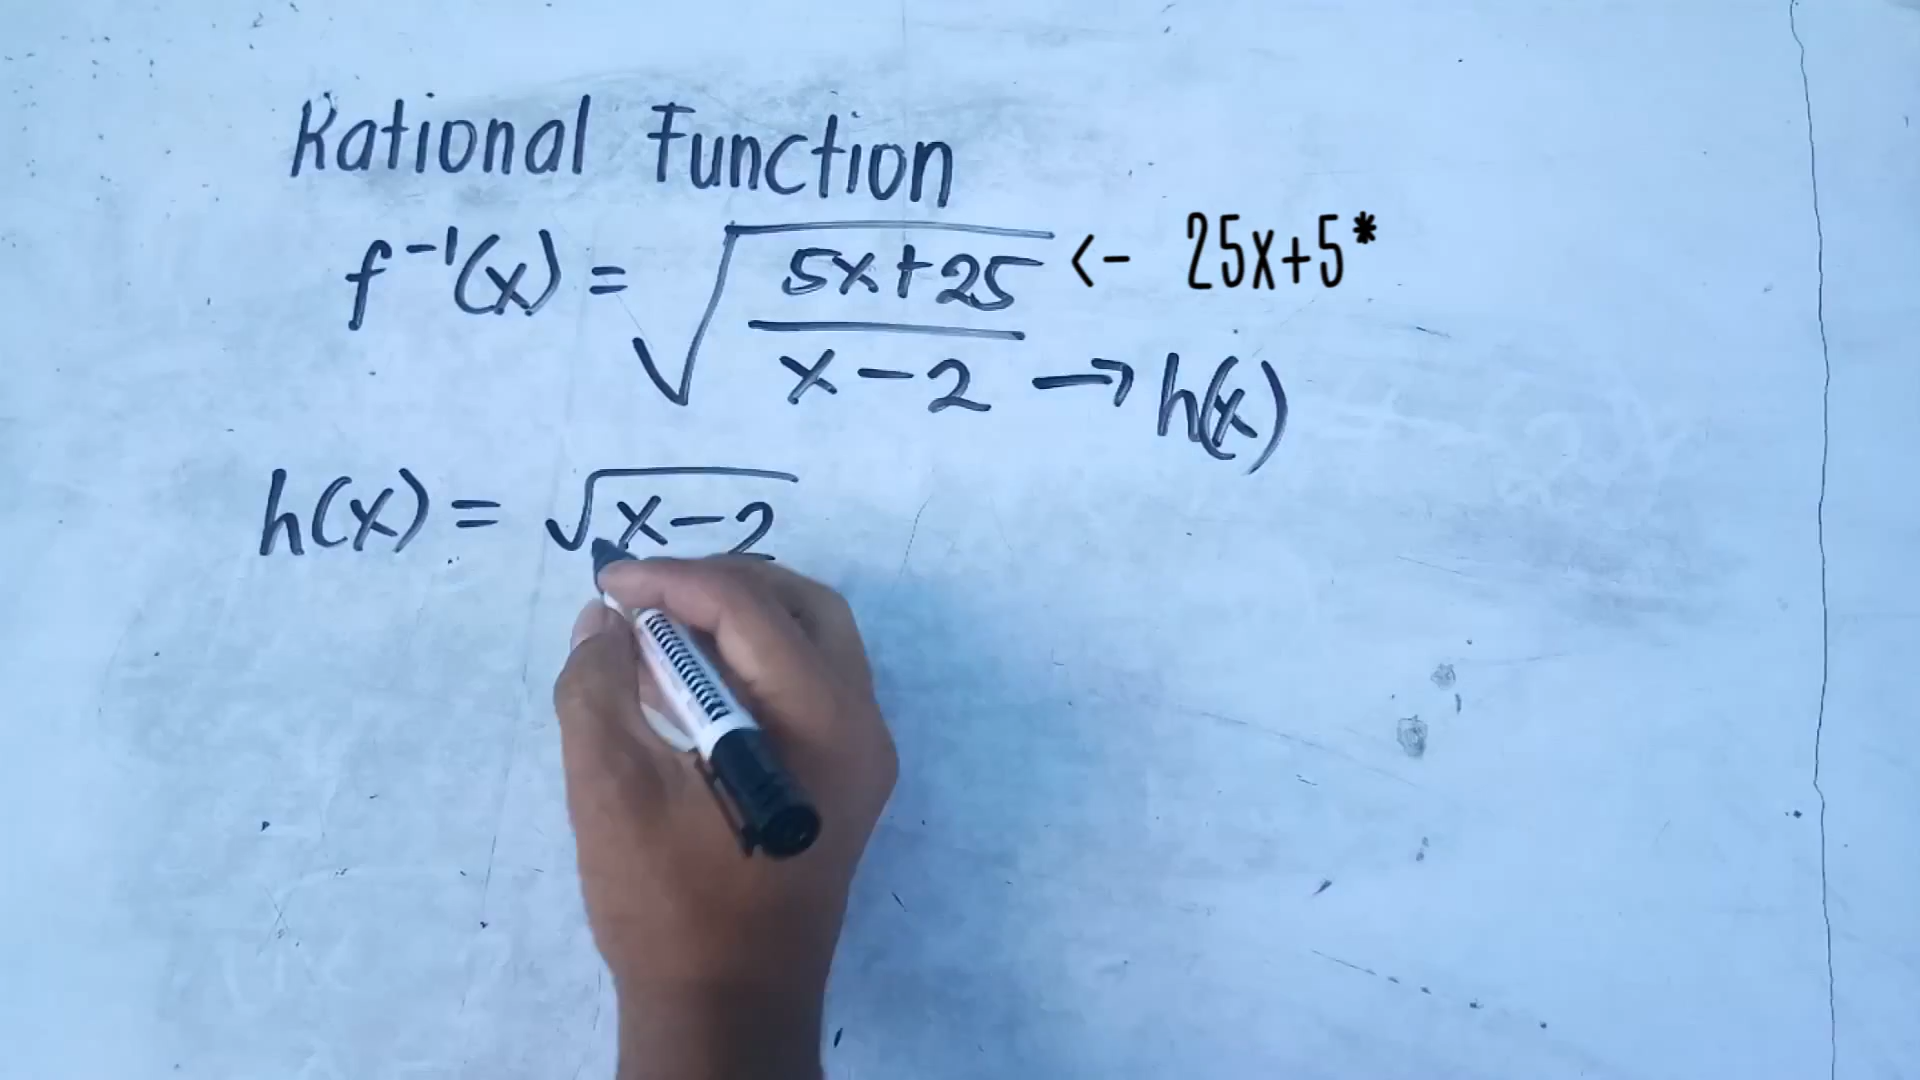 Rational Function
f⁻¹(x) = √((5x+25)/(x-2)) <- 25x+5*
→ h(x)
h(x) = √(x-2)